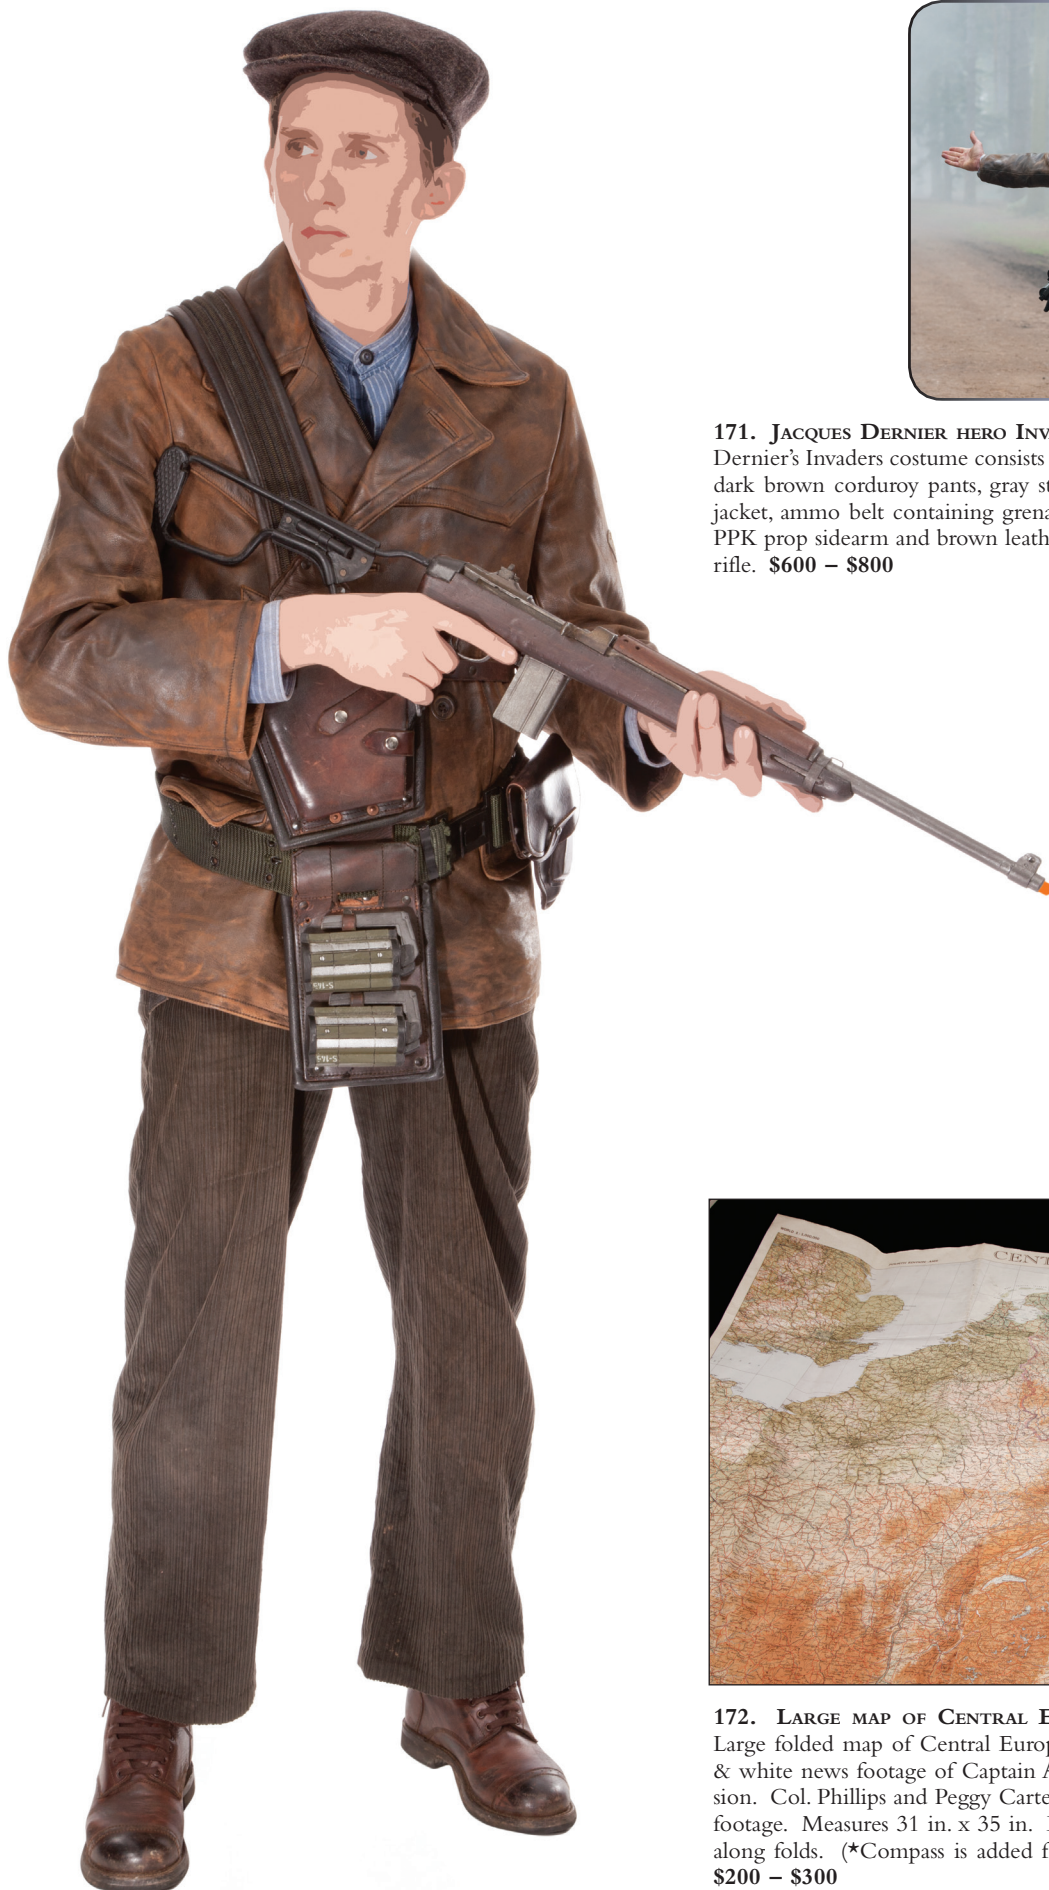 171. JACQUES DERNIER HERO INV
Dernier's Invaders costume consists
dark brown corduroy pants, gray st
jacket, ammo belt containing grena
PPK prop sidearm and brown leath
rifle. $600 – $800
CENT
172. LARGE MAP OF CENTRAL E
Large folded map of Central Europ
& white news footage of Captain A
sion. Col. Phillips and Peggy Carte
footage. Measures 31 in. x 35 in.
along folds. (★Compass is added f
$200 – $300